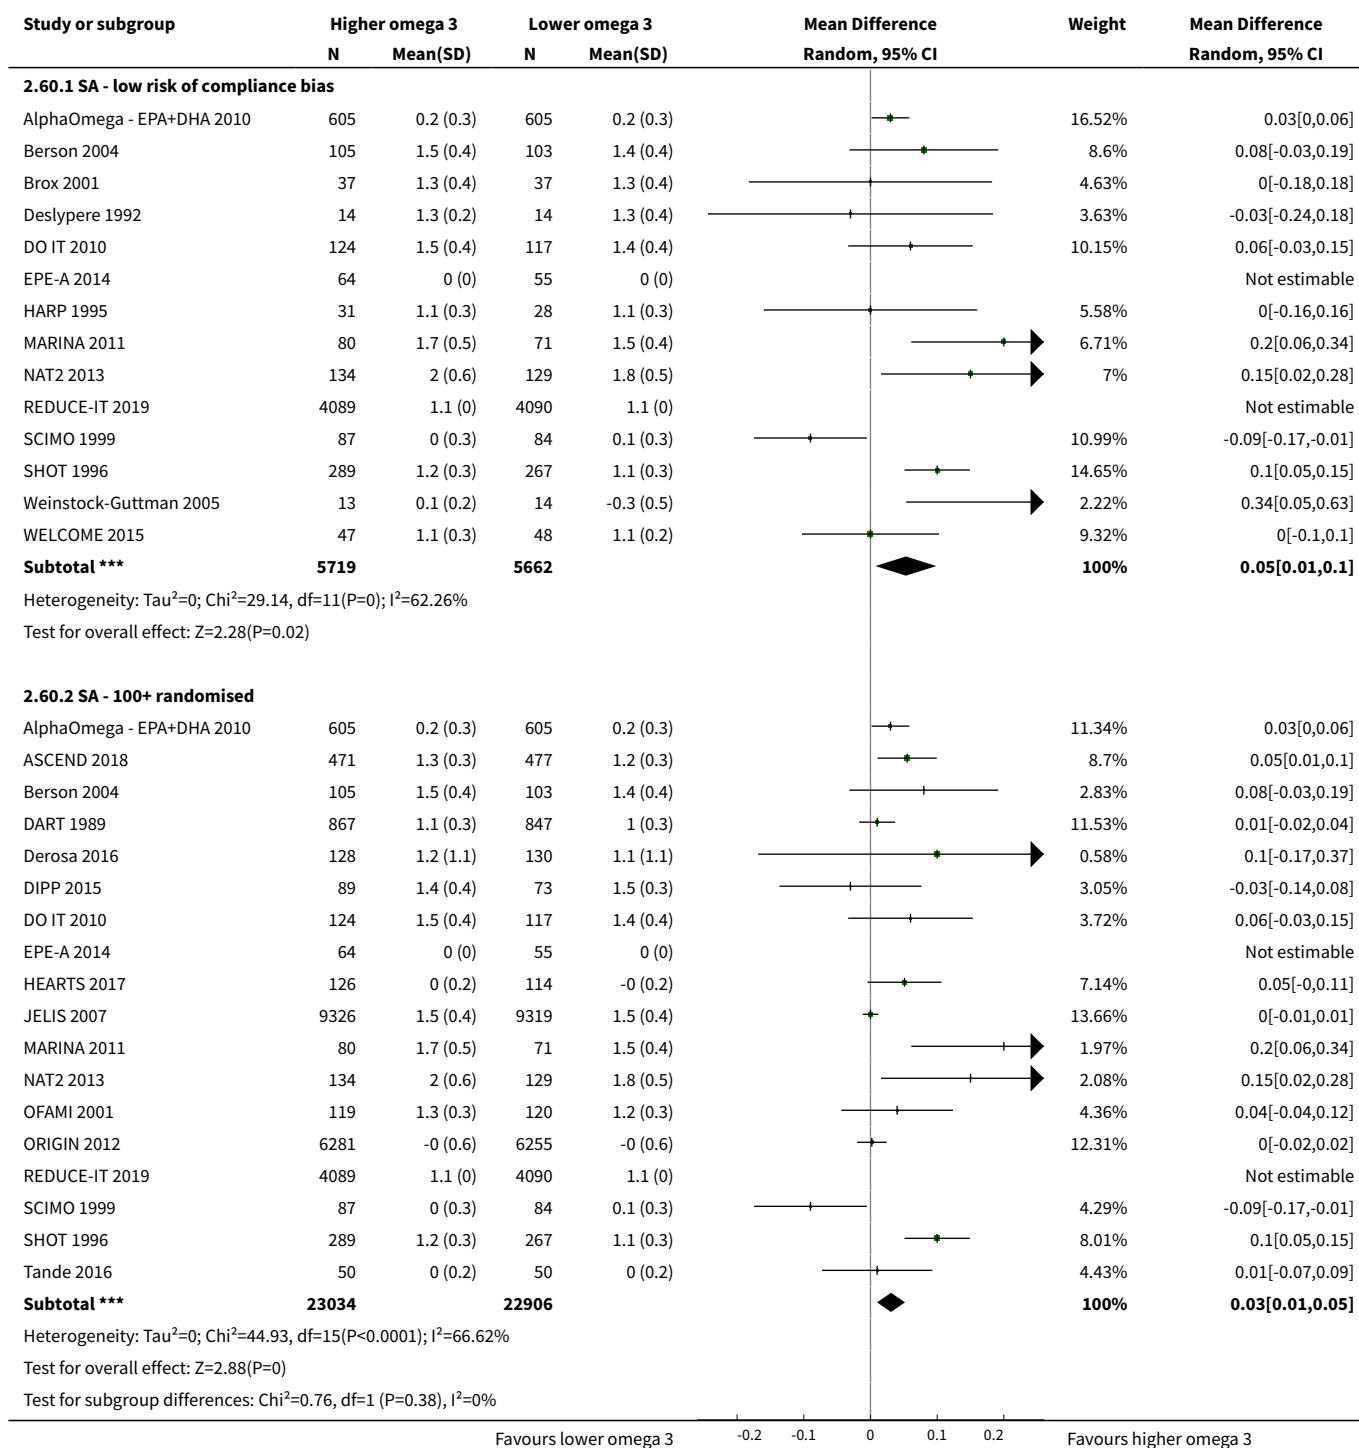 Study or subgroup Higher omega 3 Lower omega 3 Mean Difference Weight Mean Difference
N Mean(SD) N Mean(SD) Random, 95% CI Random, 95% CI
2.60.1 SA - low risk of compliance bias
AlphaOmega - EPA+DHA 2010 605 0.2 (0.3) 605 0.2 (0.3) 16.52% 0.03[0,0.06]
Berson 2004 105 1.5 (0.4) 103 1.4 (0.4) 8.6% 0.08[-0.03,0.19]
Brox 2001 37 1.3 (0.4) 37 1.3 (0.4) 4.63% 0[-0.18,0.18]
Deslypere 1992 14 1.3 (0.2) 14 1.3 (0.4) 3.63% -0.03[-0.24,0.18]
DO IT 2010 124 1.5 (0.4) 117 1.4 (0.4) 10.15% 0.06[-0.03,0.15]
EPE-A 2014 64 0 (0) 55 0 (0) Not estimable
HARP 1995 31 1.1 (0.3) 28 1.1 (0.3) 5.58% 0[-0.16,0.16]
MARINA 2011 80 1.7 (0.5) 71 1.5 (0.4) 6.71% 0.2[0.06,0.34]
NAT2 2013 134 2 (0.6) 129 1.8 (0.5) 7% 0.15[0.02,0.28]
REDUCE-IT 2019 4089 1.1 (0) 4090 1.1 (0) Not estimable
SCIMO 1999 87 0 (0.3) 84 0.1 (0.3) 10.99% -0.09[-0.17,-0.01]
SHOT 1996 289 1.2 (0.3) 267 1.1 (0.3) 14.65% 0.1[0.05,0.15]
Weinstock-Guttman 2005 13 0.1 (0.2) 14 -0.3 (0.5) 2.22% 0.34[0.05,0.63]
WELCOME 2015 47 1.1 (0.3) 48 1.1 (0.2) 9.32% 0[-0.1,0.1]
Subtotal *** 5719 5662 100% 0.05[0.01,0.1]
Heterogeneity: Tau²=0; Chi²=29.14, df=11(P=0); I²=62.26%
Test for overall effect: Z=2.28(P=0.02)
2.60.2 SA - 100+ randomised
AlphaOmega - EPA+DHA 2010 605 0.2 (0.3) 605 0.2 (0.3) 11.34% 0.03[0,0.06]
ASCEND 2018 471 1.3 (0.3) 477 1.2 (0.3) 8.7% 0.05[0.01,0.1]
Berson 2004 105 1.5 (0.4) 103 1.4 (0.4) 2.83% 0.08[-0.03,0.19]
DART 1989 867 1.1 (0.3) 847 1 (0.3) 11.53% 0.01[-0.02,0.04]
Derosa 2016 128 1.2 (1.1) 130 1.1 (1.1) 0.58% 0.1[-0.17,0.37]
DIPP 2015 89 1.4 (0.4) 73 1.5 (0.3) 3.05% -0.03[-0.14,0.08]
DO IT 2010 124 1.5 (0.4) 117 1.4 (0.4) 3.72% 0.06[-0.03,0.15]
EPE-A 2014 64 0 (0) 55 0 (0) Not estimable
HEARTS 2017 126 0 (0.2) 114 -0 (0.2) 7.14% 0.05[-0,0.11]
JELIS 2007 9326 1.5 (0.4) 9319 1.5 (0.4) 13.66% 0[-0.01,0.01]
MARINA 2011 80 1.7 (0.5) 71 1.5 (0.4) 1.97% 0.2[0.06,0.34]
NAT2 2013 134 2 (0.6) 129 1.8 (0.5) 2.08% 0.15[0.02,0.28]
OFAMI 2001 119 1.3 (0.3) 120 1.2 (0.3) 4.36% 0.04[-0.04,0.12]
ORIGIN 2012 6281 -0 (0.6) 6255 -0 (0.6) 12.31% 0[-0.02,0.02]
REDUCE-IT 2019 4089 1.1 (0) 4090 1.1 (0) Not estimable
SCIMO 1999 87 0 (0.3) 84 0.1 (0.3) 4.29% -0.09[-0.17,-0.01]
SHOT 1996 289 1.2 (0.3) 267 1.1 (0.3) 8.01% 0.1[0.05,0.15]
Tande 2016 50 0 (0.2) 50 0 (0.2) 4.43% 0.01[-0.07,0.09]
Subtotal *** 23034 22906 100% 0.03[0.01,0.05]
Heterogeneity: Tau²=0; Chi²=44.93, df=15(P<0.0001); I²=66.62%
Test for overall effect: Z=2.88(P=0)
Test for subgroup differences: Chi²=0.76, df=1 (P=0.38), I²=0%
Favours lower omega 3 -0.2 -0.1 0 0.1 0.2 Favours higher omega 3